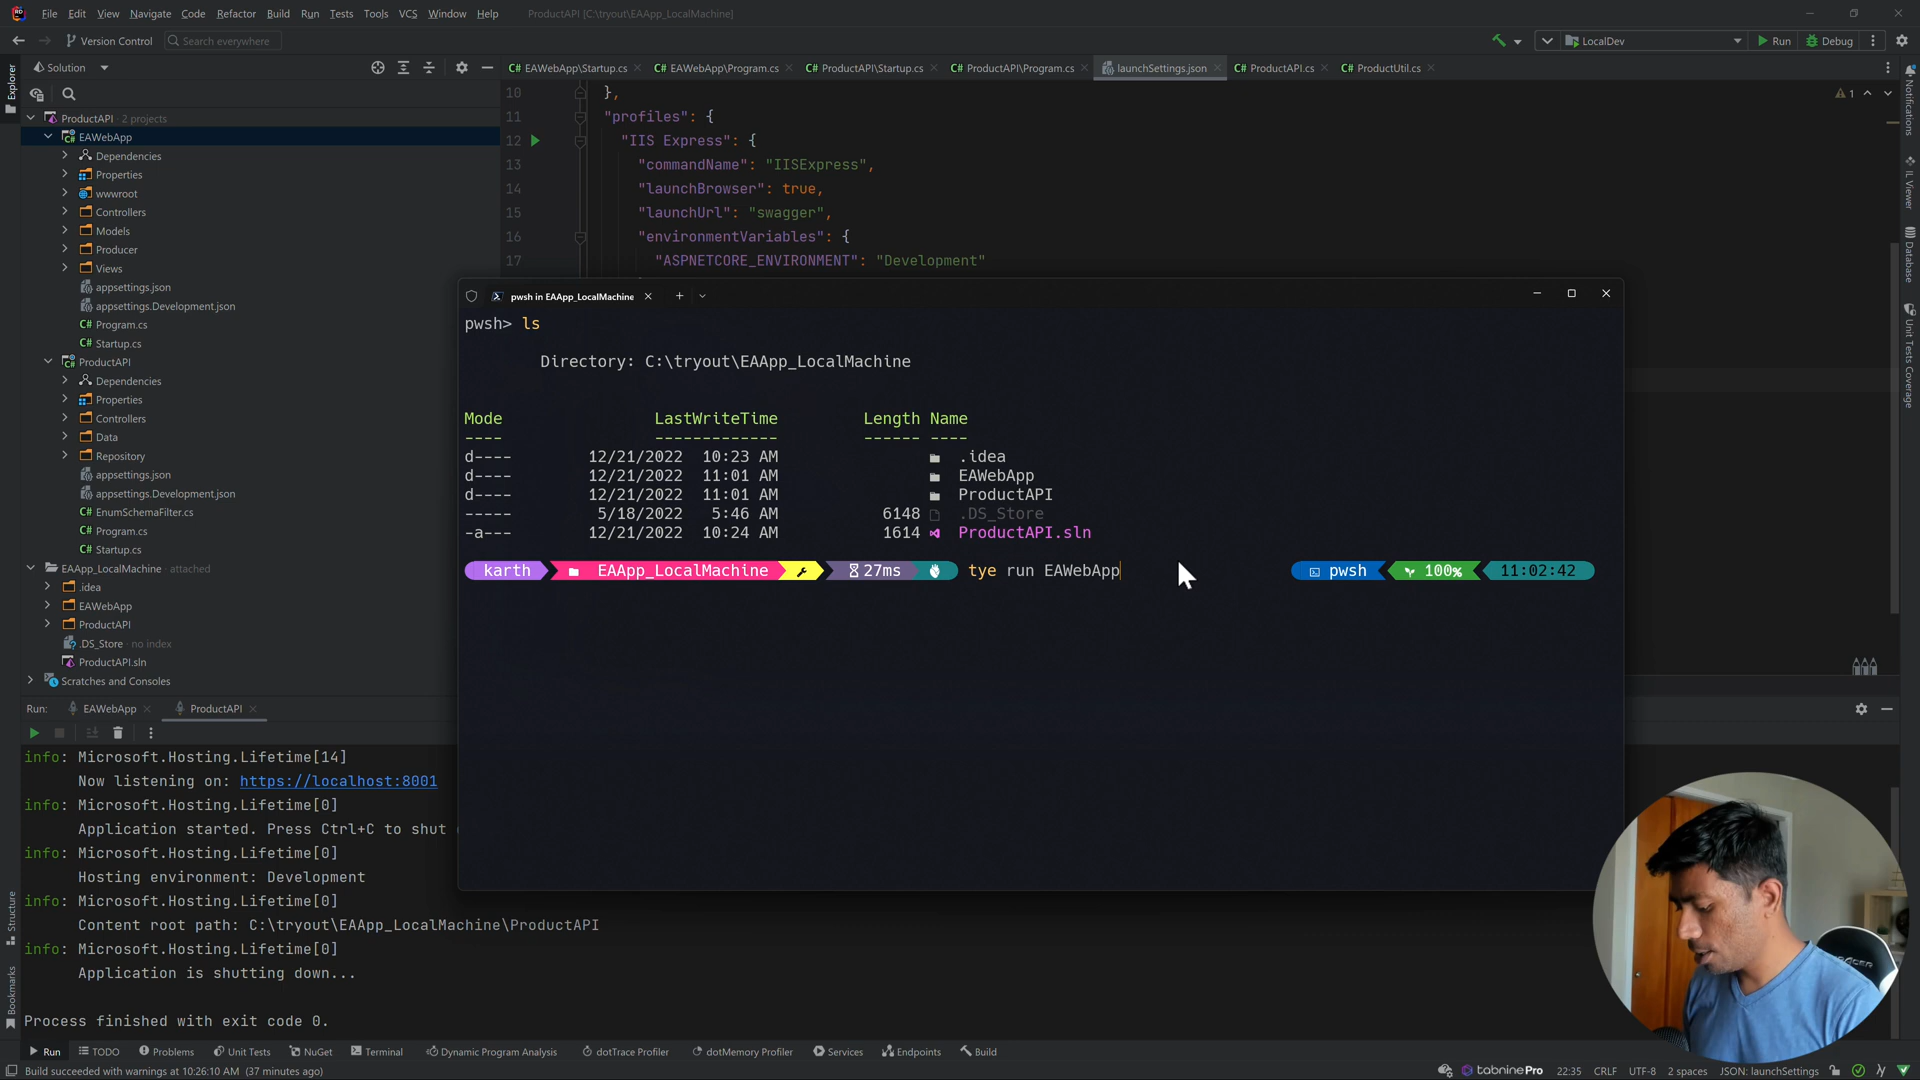 File Edit View Navigate Code Refactor Build Run Tests Tools VCS Window Help ProductAPI [C:\tryout\EAApp_LocalMachine]
Version Control Search everywhere LocalDev Run Debug
Solution
EAWebApp\Startup.cs EAWebApp\Program.cs ProductAPI\Startup.cs ProductAPI\Program.cs launchSettings.json ProductAPI.cs ProductUtil.cs
Explorer
ProductAPI · 2 projects
EAWebApp
Dependencies
Properties
wwwroot
Controllers
Models
Producer
Views
appsettings.json
appsettings.Development.json
Program.cs
Startup.cs
ProductAPI
Dependencies
Properties
Controllers
Data
Repository
appsettings.json
appsettings.Development.json
EnumSchemaFilter.cs
Program.cs
Startup.cs
EAApp_LocalMachine · attached
.idea
EAWebApp
ProductAPI
.DS_Store · no index
ProductAPI.sln
Scratches and Consoles
10 },
11 "profiles": {
12 "IIS Express": {
13 "commandName": "IISExpress",
14 "launchBrowser": true,
15 "launchUrl": "swagger",
16 "environmentVariables": {
17 "ASPNETCORE_ENVIRONMENT": "Development"
1
Notifications
IL Viewer
Database
Unit Tests Coverage
pwsh in EAApp_LocalMachine
pwsh> ls
Directory: C:\tryout\EAApp_LocalMachine
Mode LastWriteTime Length Name
---- ------------- ------ ----
d---- 12/21/2022 10:23 AM .idea
d---- 12/21/2022 11:01 AM EAWebApp
d---- 12/21/2022 11:01 AM ProductAPI
----- 5/18/2022 5:46 AM 6148 .DS_Store
-a--- 12/21/2022 10:24 AM 1614 ProductAPI.sln
karth EAApp_LocalMachine 27ms tye run EAWebApp pwsh 100% 11:02:42
Run: EAWebApp ProductAPI
info: Microsoft.Hosting.Lifetime[14]
Now listening on: https://localhost:8001
info: Microsoft.Hosting.Lifetime[0]
Application started. Press Ctrl+C to shut
info: Microsoft.Hosting.Lifetime[0]
Hosting environment: Development
info: Microsoft.Hosting.Lifetime[0]
Content root path: C:\tryout\EAApp_LocalMachine\ProductAPI
info: Microsoft.Hosting.Lifetime[0]
Application is shutting down...
Process finished with exit code 0.
Structure
Bookmarks
Run TODO Problems Unit Tests NuGet Terminal Dynamic Program Analysis dotTrace Profiler dotMemory Profiler Services Endpoints Build
Build succeeded with warnings at 10:26:10 AM (37 minutes ago) tabninePro 22:35 CRLF UTF-8 2 spaces JSON: launchSettings